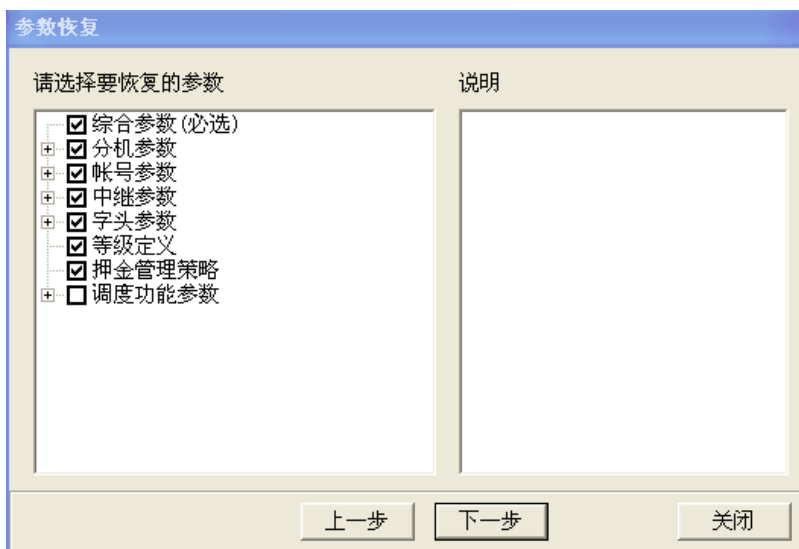 参数恢复
请选择要恢复的参数
说明
综合参数(必选)
分机参数
帐号参数
中继参数
字头参数
等级定义
押金管理策略
调度功能参数
上一步
下一步
关闭